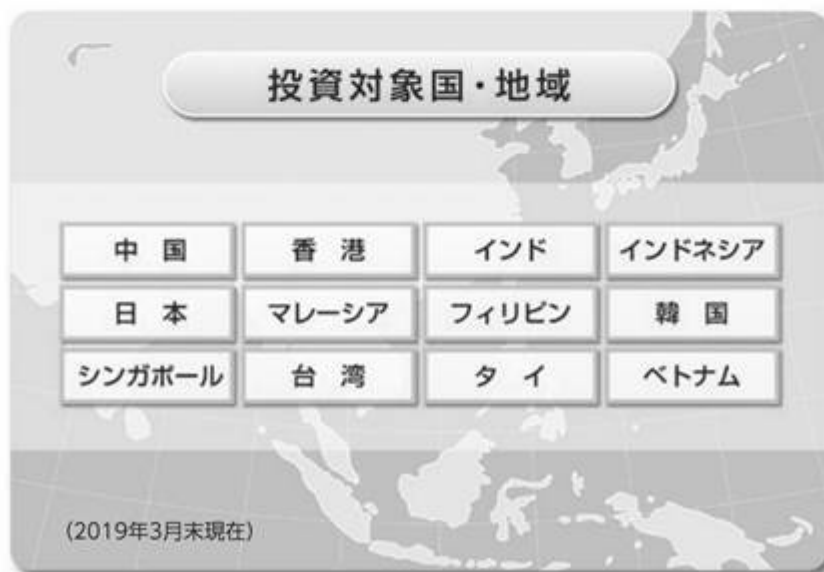 投資対象国・地域
中国 香港 インド インドネシア
日本 マレーシア フィリピン 韓国
シンガポール 台湾 タイ ベトナム
(2019年3月末現在)